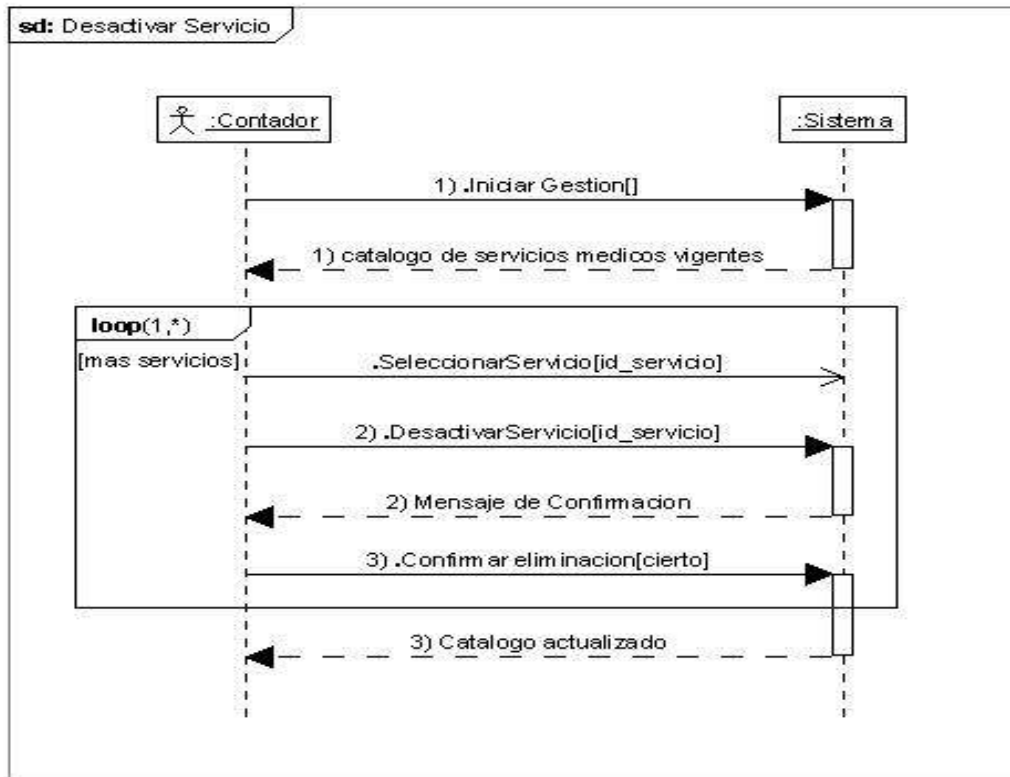 sd: Desactivar Servicio
:Contador
:Sistema
1) .Iniciar Gestion[]
1) catalogo de servicios medicos vigentes
loop(1,*)
[mas servicios]
.SeleccionarServicio[id_servicio]
2) .DesactivarServicio[id_servicio]
2) Mensaje de Confirmacion
3) .Confirmar eliminacion[cierto]
3) Catalogo actualizado